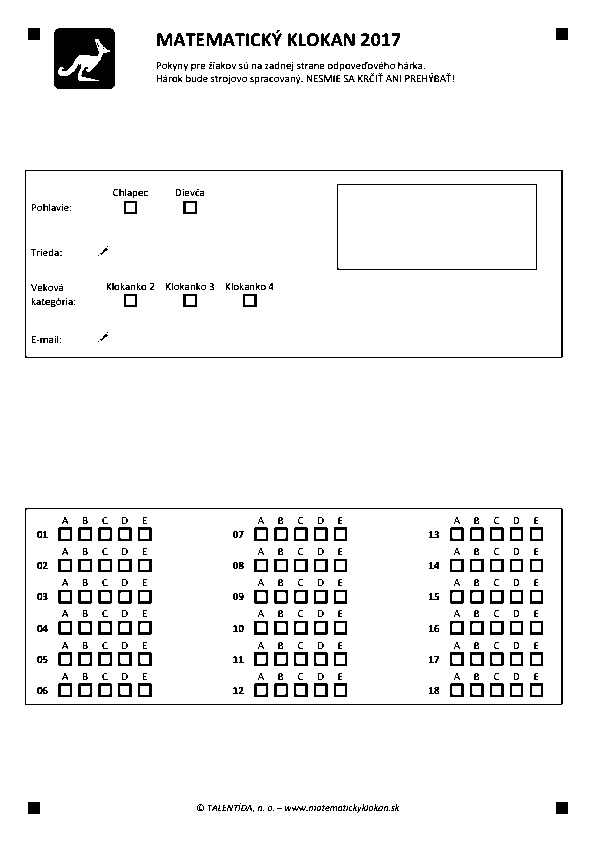 MATEMATICKÝ KLOKAN 2017
Pokyny pre žiakov sú na zadnej strane odpoveďového hárka.
Hárok bude strojovo spracovaný. NESMIE SA KRČIŤ ANI PREHÝBAŤ!
Chlapec Dievča
Pohlavie:
Trieda:
Veková Klokanko 2 Klokanko 3 Klokanko 4
kategória:
E-mail:
A B C D E A B C D E A B C D E
01 07 13
A B C D E A B C D E A B C D E
02 08 14
A B C D E A B C D E A B C D E
03 09 15
A B C D E A B C D E A B C D E
04 10 16
A B C D E A B C D E A B C D E
05 11 17
A B C D E A B C D E A B C D E
06 12 18
© TALENTÍDA, n. o. – www.matematickyklokan.sk